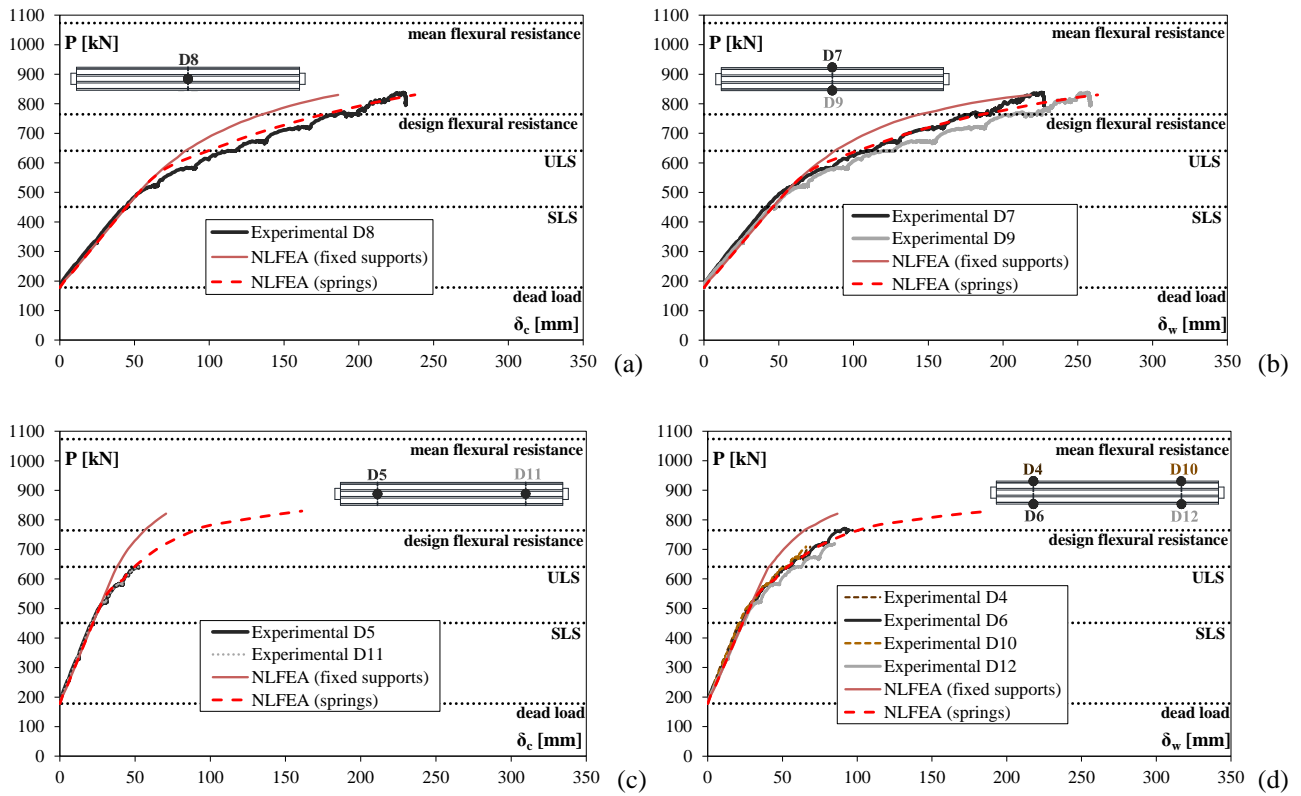 1100
1000
900
800
700
600
500
400
300
200
100
0
P [kN]
mean flexural resistance
D8
design flexural resistance
ULS
SLS
Experimental D8
NLFEA (fixed supports)
NLFEA (springs)
dead load
δc [mm]
0 50 100 150 200 250 300 350
(a)
1100
1000
900
800
700
600
500
400
300
200
100
0
P [kN]
mean flexural resistance
D7
D9
design flexural resistance
ULS
SLS
Experimental D7
Experimental D9
NLFEA (fixed supports)
NLFEA (springs)
dead load
δw [mm]
0 50 100 150 200 250 300 350
(b)
1100
1000
900
800
700
600
500
400
300
200
100
0
P [kN]
mean flexural resistance
D5 D11
design flexural resistance
ULS
SLS
Experimental D5
Experimental D11
NLFEA (fixed supports)
NLFEA (springs)
dead load
δc [mm]
0 50 100 150 200 250 300 350
(c)
1100
1000
900
800
700
600
500
400
300
200
100
0
P [kN]
mean flexural resistance
D4 D10
D6 D12
design flexural resistance
ULS
SLS
Experimental D4
Experimental D6
Experimental D10
Experimental D12
NLFEA (fixed supports)
NLFEA (springs)
dead load
δw [mm]
0 50 100 150 200 250 300 350
(d)